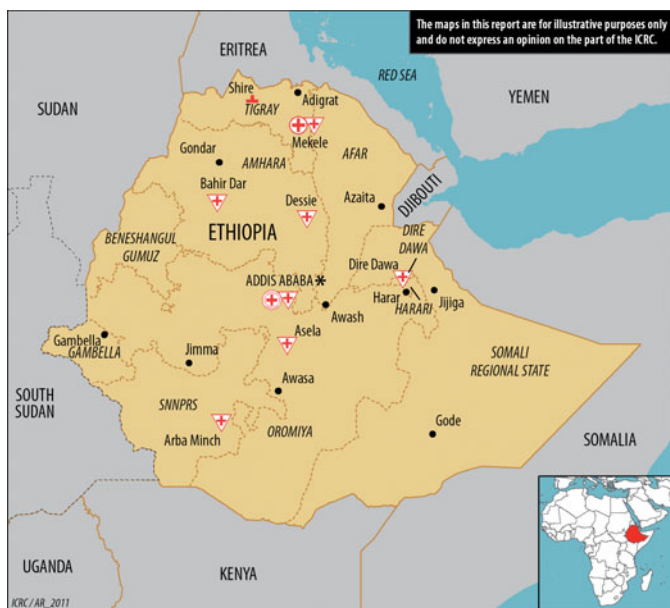 The maps in this report are for illustrative purposes only
and do not express an opinion on the part of the ICRC.
ERITREA
RED SEA
SUDAN
YEMEN
Shire
Adigrat
TIGRAY
Mekele
Gondar
AMHARA
AFAR
Bahir Dar
Dessie
Azaita
DJIBOUTI
ETHIOPIA
BENESHANGUL
GUMUZ
DIRE
DAWA
Dire Dawa
ADDIS ABABA*
Harar
HARARI
Jijiga
Awash
Gambella
GAMBELLA
Asela
Jimma
SOMALI
REGIONAL STATE
Awasa
SOUTH
SUDAN
SNNPRS
OROMIYA
Arba Minch
Gode
SOMALIA
UGANDA
KENYA
ICRC / AR_2011